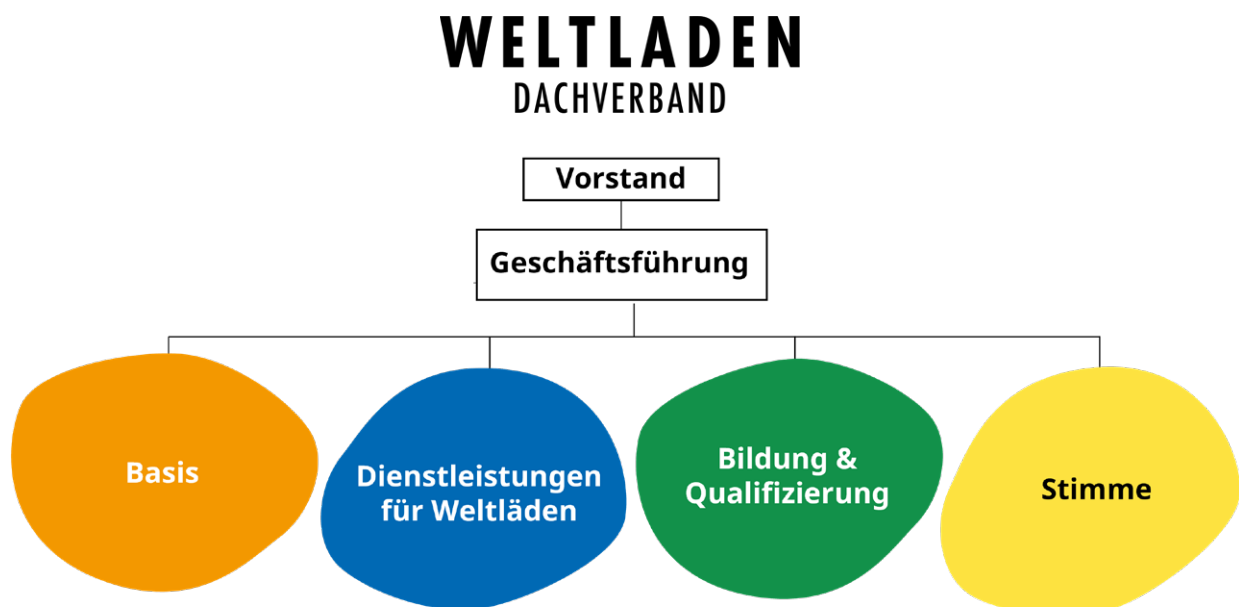 WELTLADEN
DACHVERBAND
Vorstand
Geschäftsführung
Basis
Dienstleistungen
für Weltläden
Bildung &
Qualifizierung
Stimme